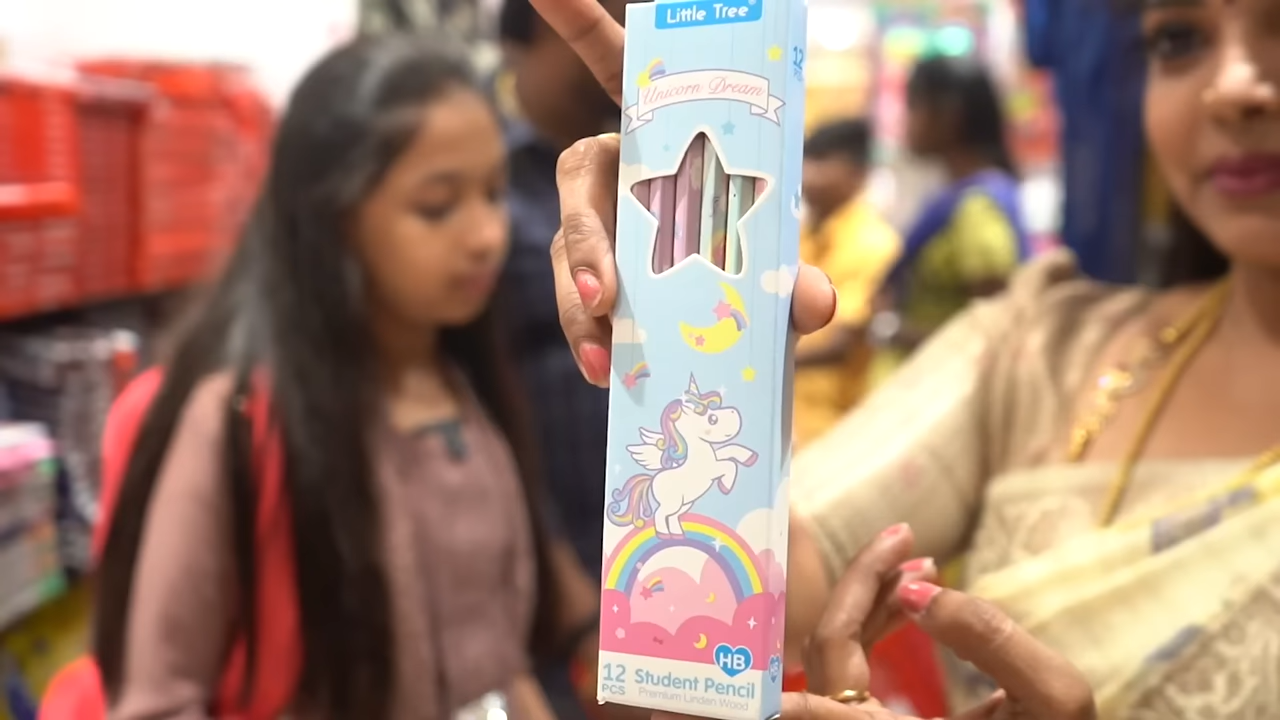 Little Tree®
Unicorn Dream
12
HB
12 Student Pencil
PCS Premium Linden Wood